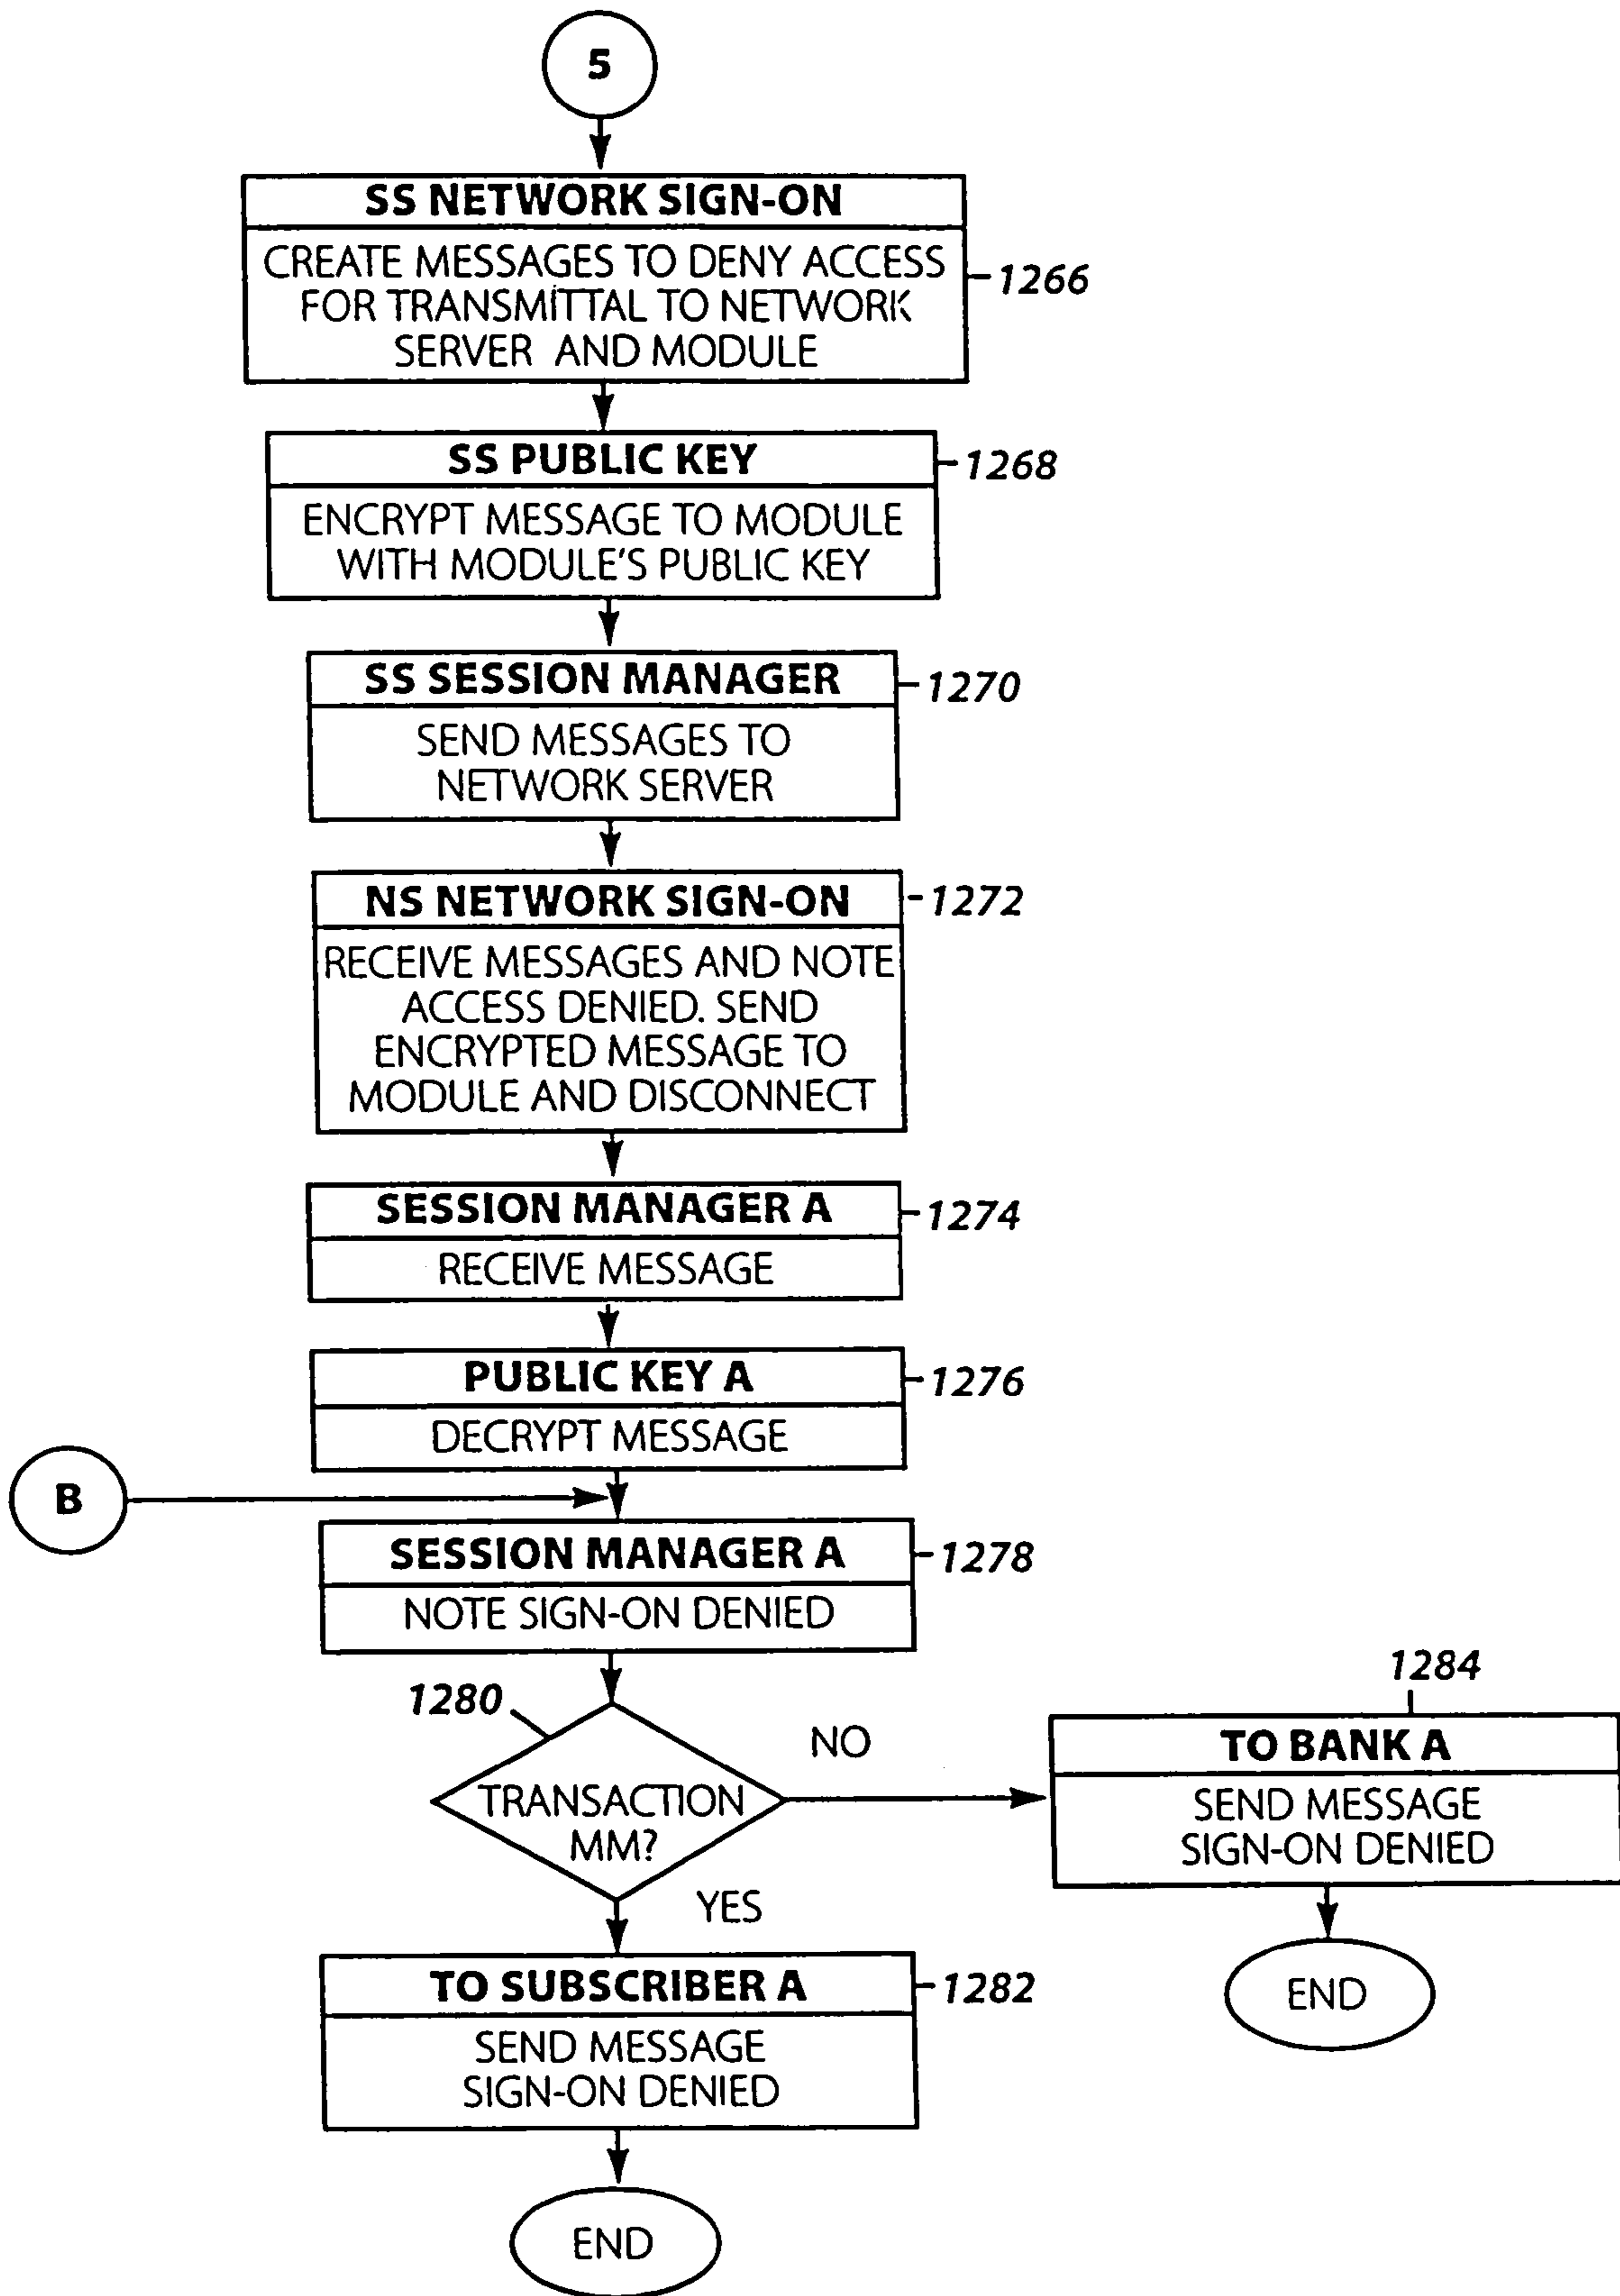 5
SS NETWORK SIGN-ON
CREATE MESSAGES TO DENY ACCESS
FOR TRANSMITTAL TO NETWORK
SERVER AND MODULE
1266
SS PUBLIC KEY
1268
ENCRYPT MESSAGE TO MODULE
WITH MODULE'S PUBLIC KEY
SS SESSION MANAGER
1270
SEND MESSAGES TO
NETWORK SERVER
NS NETWORK SIGN-ON
1272
RECEIVE MESSAGES AND NOTE
ACCESS DENIED. SEND
ENCRYPTED MESSAGE TO
MODULE AND DISCONNECT
SESSION MANAGER A
1274
RECEIVE MESSAGE
PUBLIC KEY A
1276
DECRYPT MESSAGE
B
SESSION MANAGER A
1278
NOTE SIGN-ON DENIED
1280
TRANSACTION
MM?
NO
YES
1284
TO BANK A
SEND MESSAGE
SIGN-ON DENIED
END
TO SUBSCRIBER A
1282
SEND MESSAGE
SIGN-ON DENIED
END